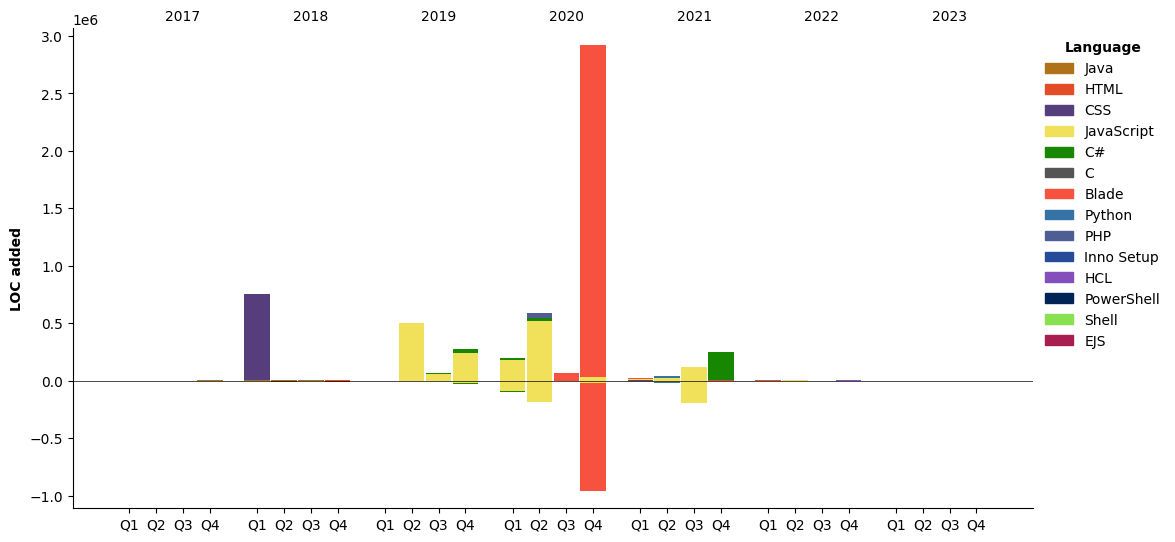 1e6
2017 2018 2019 2020 2021 2022 2023
3.0
2.5
2.0
1.5
1.0
0.5
0.0
−0.5
−1.0
LOC added
Q1 Q2 Q3 Q4 Q1 Q2 Q3 Q4 Q1 Q2 Q3 Q4 Q1 Q2 Q3 Q4 Q1 Q2 Q3 Q4 Q1 Q2 Q3 Q4 Q1 Q2 Q3 Q4
Language
Java
HTML
CSS
JavaScript
C#
C
Blade
Python
PHP
Inno Setup
HCL
PowerShell
Shell
EJS